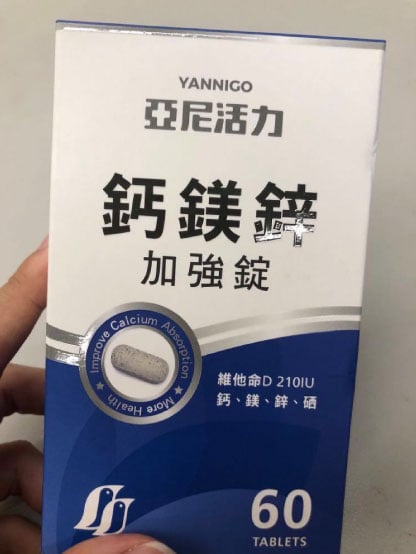 YANNIGO
亞尼活力
鈣鎂鋅
加強錠
Improve Calcium Absorption
★ More Health ★
維他命D 210IU
鈣、鎂、鋅、硒
60
TABLETS